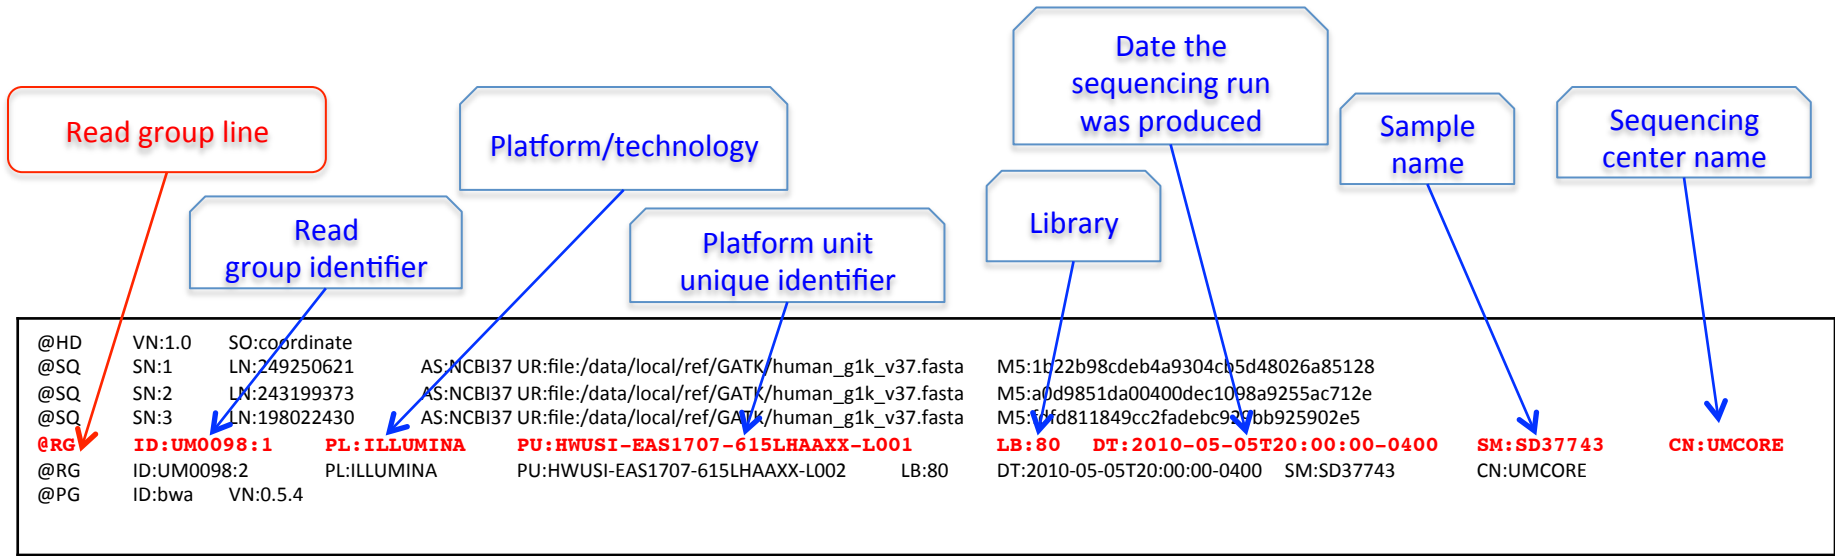 Date the
sequencing run
was produced
Read group line
Platform/technology
Sample
name
Sequencing
center name
Read
group identifier
Platform unit
unique identifier
Library
@HD VN:1.0 SO:coordinate
@SQ SN:1 LN:249250621 AS:NCBI37 UR:file:/data/local/ref/GATK/human_g1k_v37.fasta M5:1b22b98cdeb4a9304cb5d48026a85128
@SQ SN:2 LN:243199373 AS:NCBI37 UR:file:/data/local/ref/GATK/human_g1k_v37.fasta M5:a0d9851da00400dec1098a9255ac712e
@SQ SN:3 LN:198022430 AS:NCBI37 UR:file:/data/local/ref/GATK/human_g1k_v37.fasta M5:fdfd811849cc2fadebc929bb925902e5
@RG ID:UM0098:1 PL:ILLUMINA PU:HWUSI-EAS1707-615LHAAXX-L001 LB:80 DT:2010-05-05T20:00:00-0400 SM:SD37743 CN:UMCORE
@RG ID:UM0098:2 PL:ILLUMINA PU:HWUSI-EAS1707-615LHAAXX-L002 LB:80 DT:2010-05-05T20:00:00-0400 SM:SD37743 CN:UMCORE
@PG ID:bwa VN:0.5.4